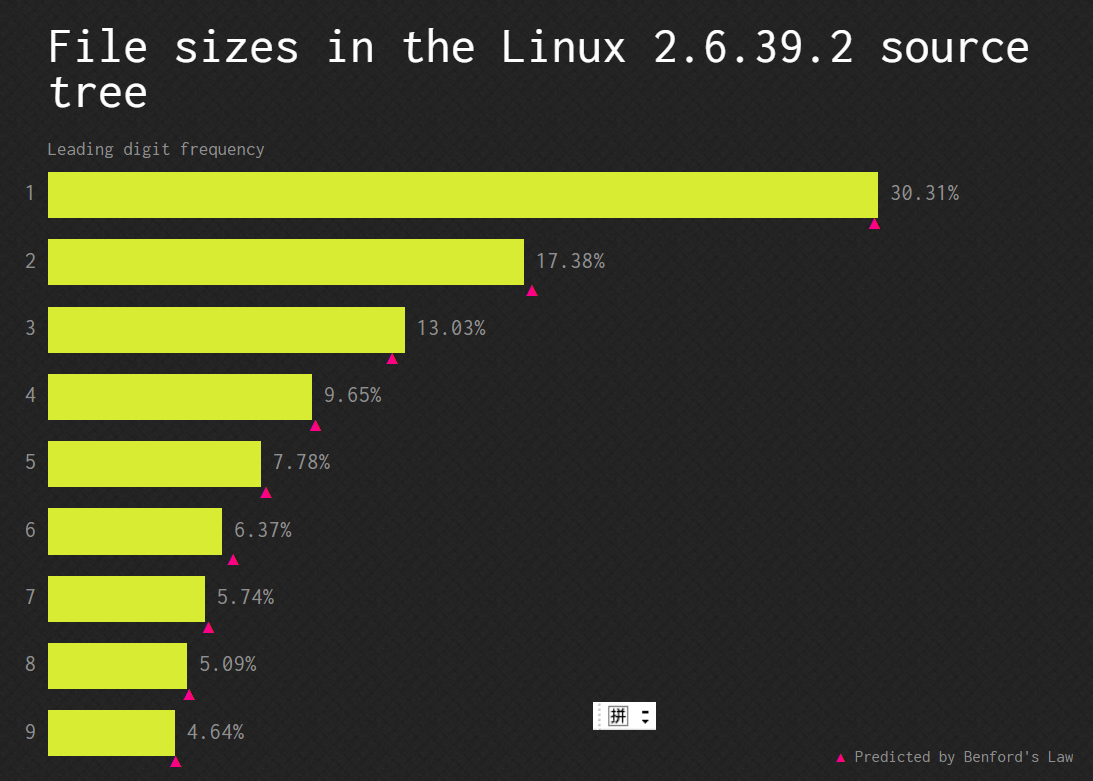 File sizes in the Linux 2.6.39.2 source
tree
Leading digit frequency
1 30.31%
2 17.38%
3 13.03%
4 9.65%
5 7.78%
6 6.37%
7 5.74%
8 5.09%
9 4.64%
拼
▲ Predicted by Benford's Law